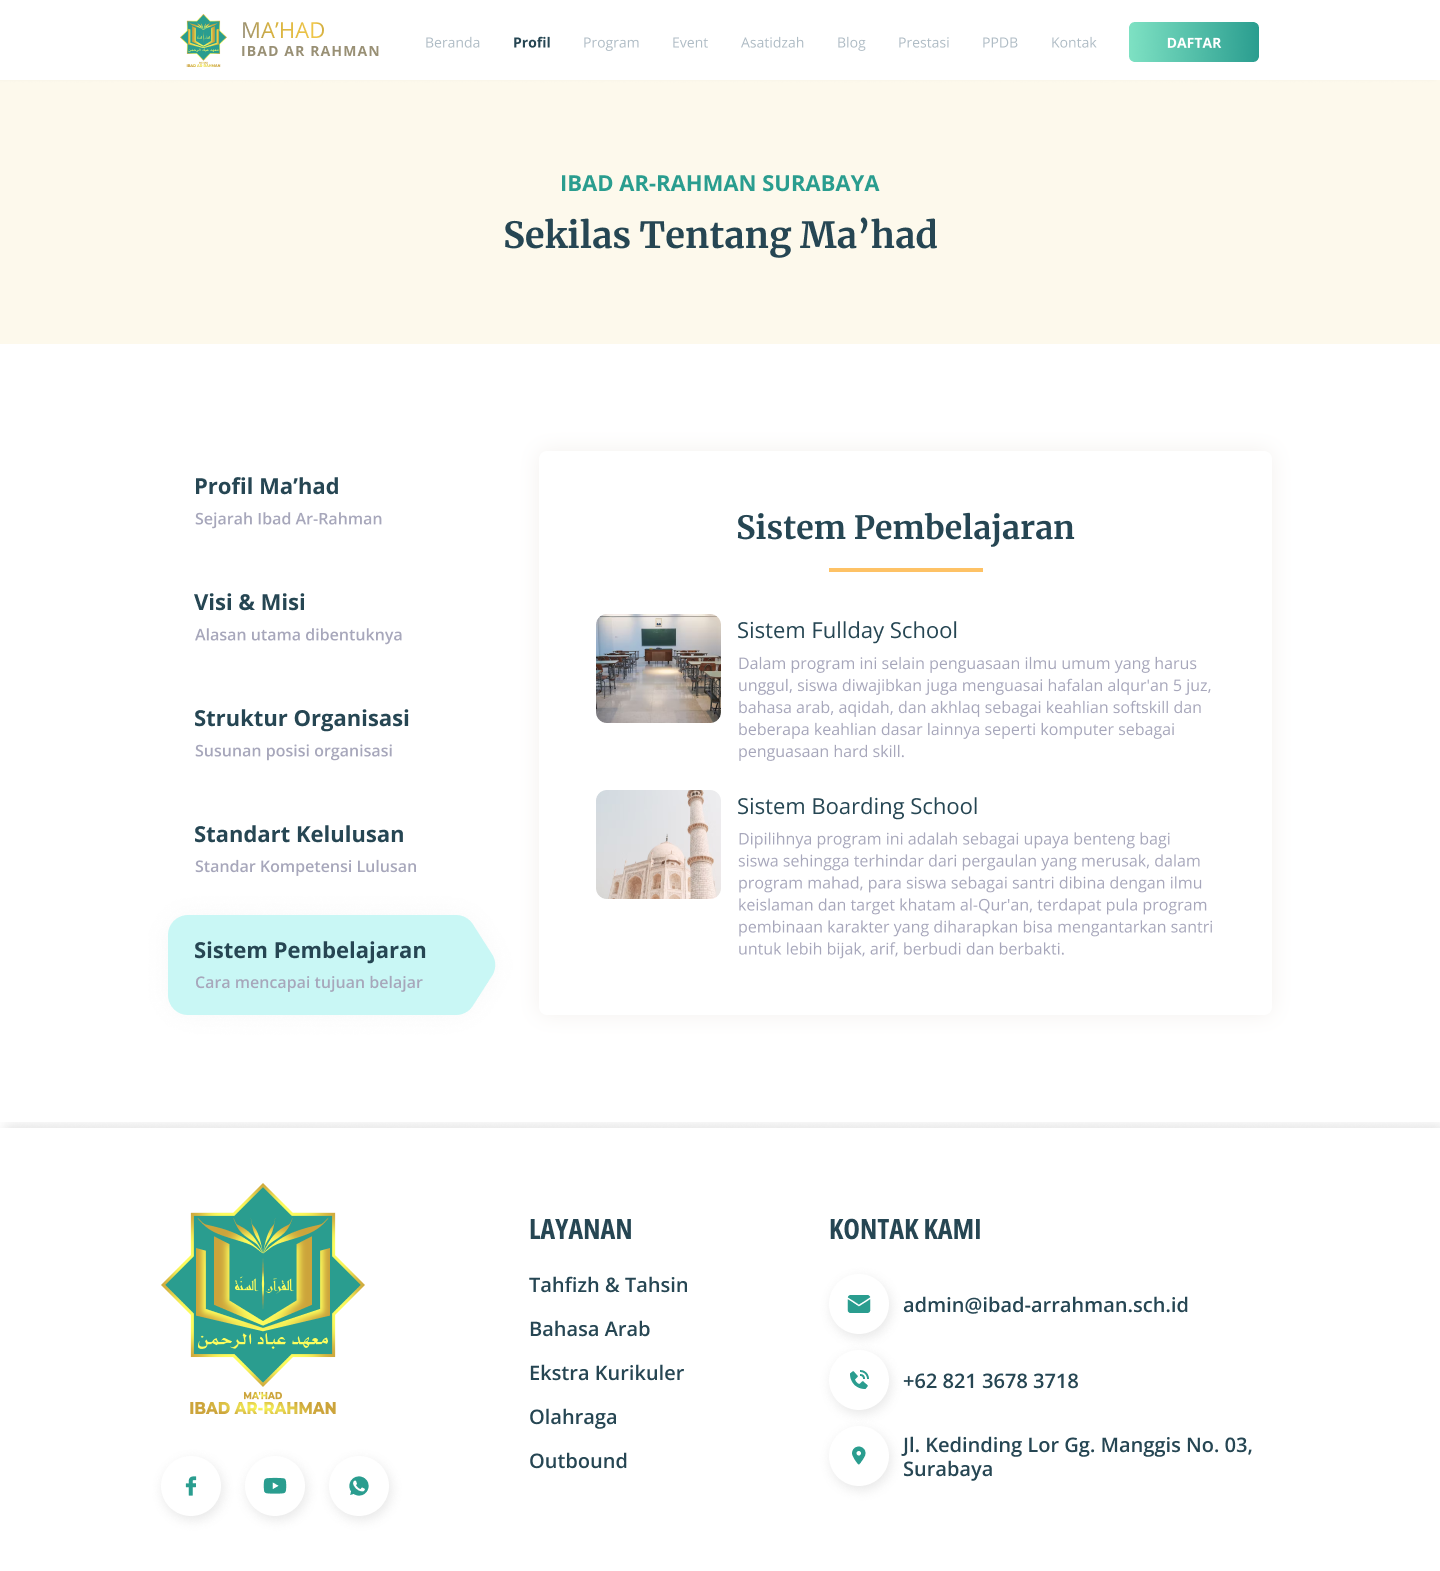 MA’HAD
IBAD AR RAHMAN
Beranda
Profil
Program
Event
Asatidzah
Blog
Prestasi
PPDB
Kontak
DAFTAR
IBAD AR-RAHMAN SURABAYA
Sekilas Tentang Ma’had
Profil Ma’had
Sejarah Ibad Ar-Rahman
Visi & Misi
Alasan utama dibentuknya
Struktur Organisasi
Susunan posisi organisasi
Standart Kelulusan
Standar Kompetensi Lulusan
Sistem Pembelajaran
Cara mencapai tujuan belajar
Sistem Pembelajaran
Sistem Fullday School
Dalam program ini selain penguasaan ilmu umum yang harus
unggul, siswa diwajibkan juga menguasai hafalan alqur'an 5 juz,
bahasa arab, aqidah, dan akhlaq sebagai keahlian softskill dan
beberapa keahlian dasar lainnya seperti komputer sebagai
penguasaan hard skill.
Sistem Boarding School
Dipilihnya program ini adalah sebagai upaya benteng bagi
siswa sehingga terhindar dari pergaulan yang merusak, dalam
program mahad, para siswa sebagai santri dibina dengan ilmu
keislaman dan target khatam al-Qur'an, terdapat pula program
pembinaan karakter yang diharapkan bisa mengantarkan santri
untuk lebih bijak, arif, berbudi dan berbakti.
القرآن السنة
معهد عباد الرحمن
MA'HAD
IBAD AR-RAHMAN
LAYANAN
Tahfizh & Tahsin
Bahasa Arab
Ekstra Kurikuler
Olahraga
Outbound
KONTAK KAMI
admin@ibad-arrahman.sch.id
+62 821 3678 3718
Jl. Kedinding Lor Gg. Manggis No. 03,
Surabaya